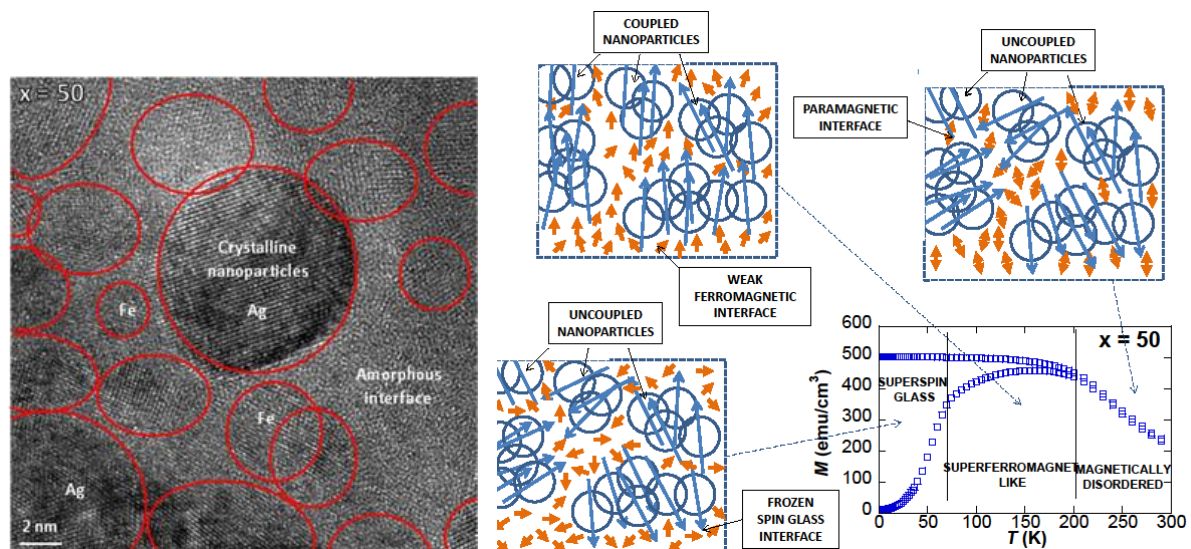 x = 50
Crystalline
nanoparticles
Ag
Fe
Amorphous
interface
Fe
Ag
2 nm
COUPLED
NANOPARTICLES
WEAK
FERROMAGNETIC
INTERFACE
UNCOUPLED
NANOPARTICLES
PARAMAGNETIC
INTERFACE
UNCOUPLED
NANOPARTICLES
FROZEN
SPIN GLASS
INTERFACE
600
500
400
300
200
100
0
M (emu/cm³)
x = 50
SUPERSPIN
GLASS
SUPERFERROMAGNET
LIKE
MAGNETICALLY
DISORDERED
0 50 100 150 200 250 300
T (K)